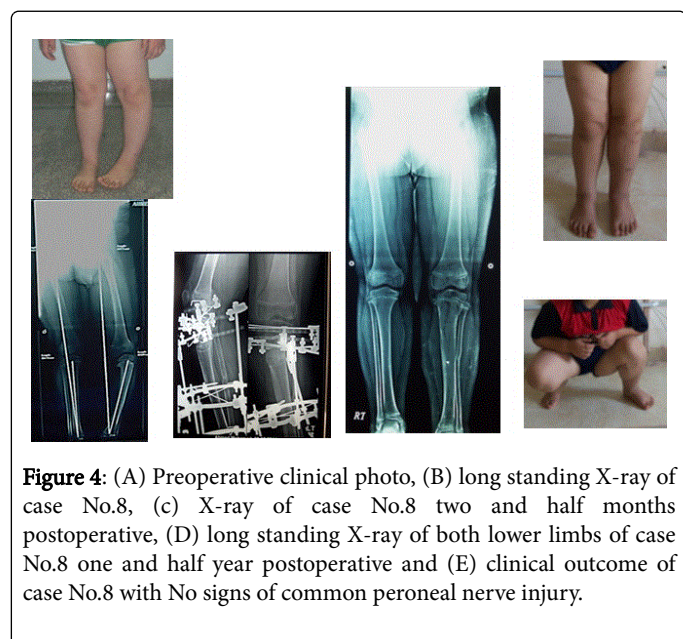 RT
Figure 4: (A) Preoperative clinical photo, (B) long standing X-ray of
case No.8, (c) X-ray of case No.8 two and half months
postoperative, (D) long standing X-ray of both lower limbs of case
No.8 one and half year postoperative and (E) clinical outcome of
case No.8 with No signs of common peroneal nerve injury.